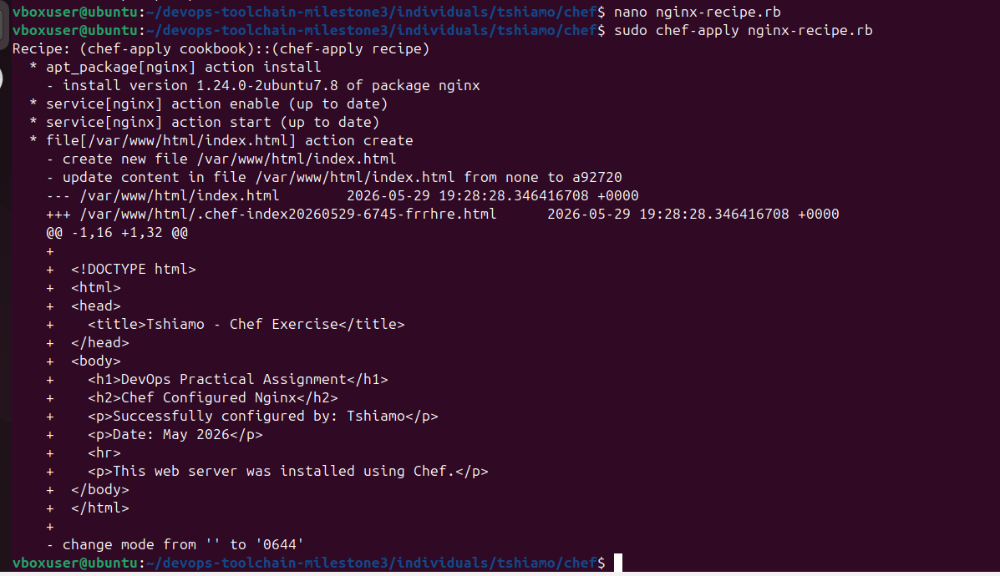 vboxuser@ubuntu:~/devops-toolchain-milestone3/individuals/tshiamo/chef$ nano nginx-recipe.rb
vboxuser@ubuntu:~/devops-toolchain-milestone3/individuals/tshiamo/chef$ sudo chef-apply nginx-recipe.rb
Recipe: (chef-apply cookbook)::(chef-apply recipe)
  * apt_package[nginx] action install
    - install version 1.24.0-2ubuntu7.8 of package nginx
  * service[nginx] action enable (up to date)
  * service[nginx] action start (up to date)
  * file[/var/www/html/index.html] action create
    - create new file /var/www/html/index.html
    - update content in file /var/www/html/index.html from none to a92720
    --- /var/www/html/index.html        2026-05-29 19:28:28.346416708 +0000
    +++ /var/www/html/.chef-index20260529-6745-frrhre.html      2026-05-29 19:28:28.346416708 +0000
    @@ -1,16 +1,32 @@
    +
    +  <!DOCTYPE html>
    +  <html>
    +  <head>
    +    <title>Tshiamo - Chef Exercise</title>
    +  </head>
    +  <body>
    +    <h1>DevOps Practical Assignment</h1>
    +    <h2>Chef Configured Nginx</h2>
    +    <p>Successfully configured by: Tshiamo</p>
    +    <p>Date: May 2026</p>
    +    <hr>
    +    <p>This web server was installed using Chef.</p>
    +  </body>
    +  </html>
    +
    - change mode from '' to '0644'
vboxuser@ubuntu:~/devops-toolchain-milestone3/individuals/tshiamo/chef$